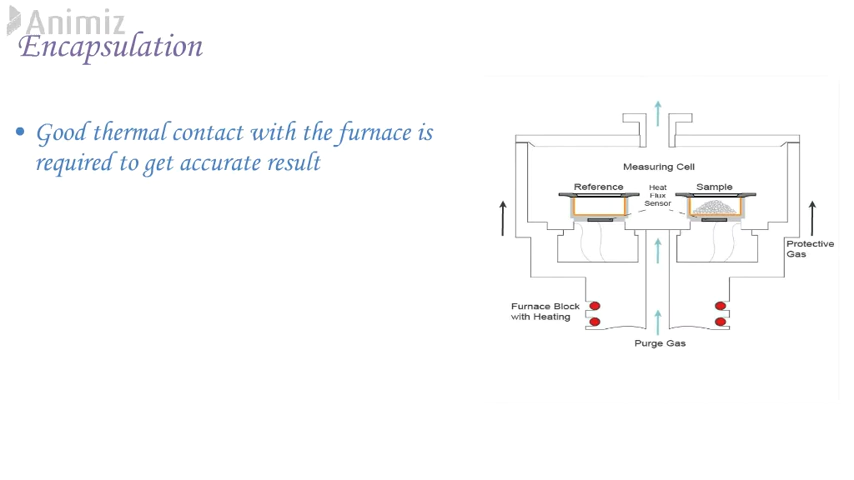 Animiz
Encapsulation
• Good thermal contact with the furnace is
required to get accurate result
Measuring Cell
Reference
Heat
Flux
Sensor
Sample
Protective
Gas
Furnace Block
with Heating
Purge Gas